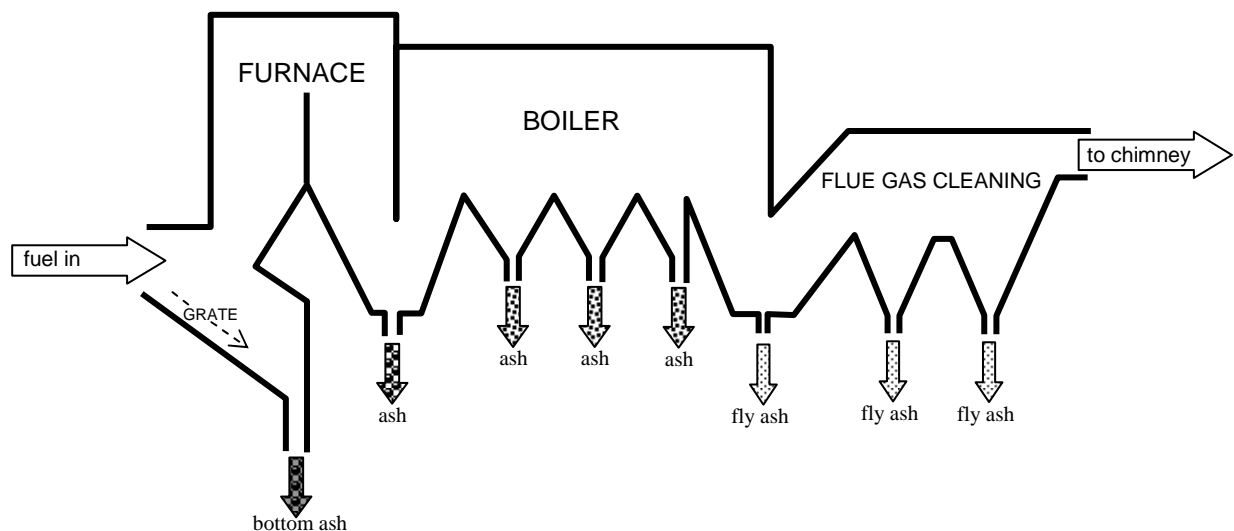 FURNACE
BOILER
to chimney
FLUE GAS CLEANING
fuel in
GRATE
ash
ash
ash
ash
fly ash
fly ash
fly ash
bottom ash